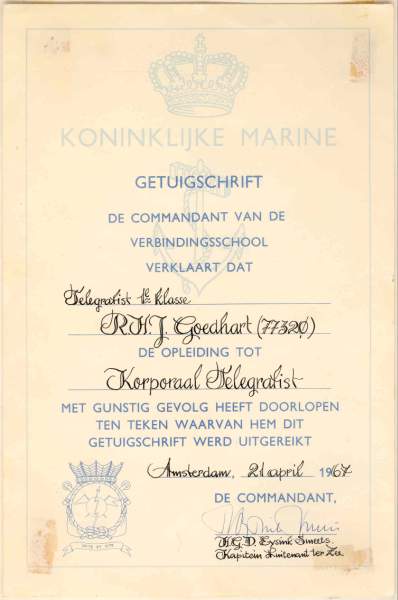 KONINKLIJKE MARINE
GETUIGSCHRIFT
DE COMMANDANT VAN DE
VERBINDINGSSCHOOL
VERKLAART DAT
Telegrafist 1e klasse
R.H.J. Goedhart (77320)
DE OPLEIDING TOT
Korporaal Telegrafist
MET GUNSTIG GEVOLG HEEFT DOORLOPEN
TEN TEKEN WAARVAN HEM DIT
GETUIGSCHRIFT WERD UITGEREIKT
Amsterdam, 21 april 1967
DE COMMANDANT,
H.G.D. Eysink Smeets
Kapitein Luitenant ter Zee